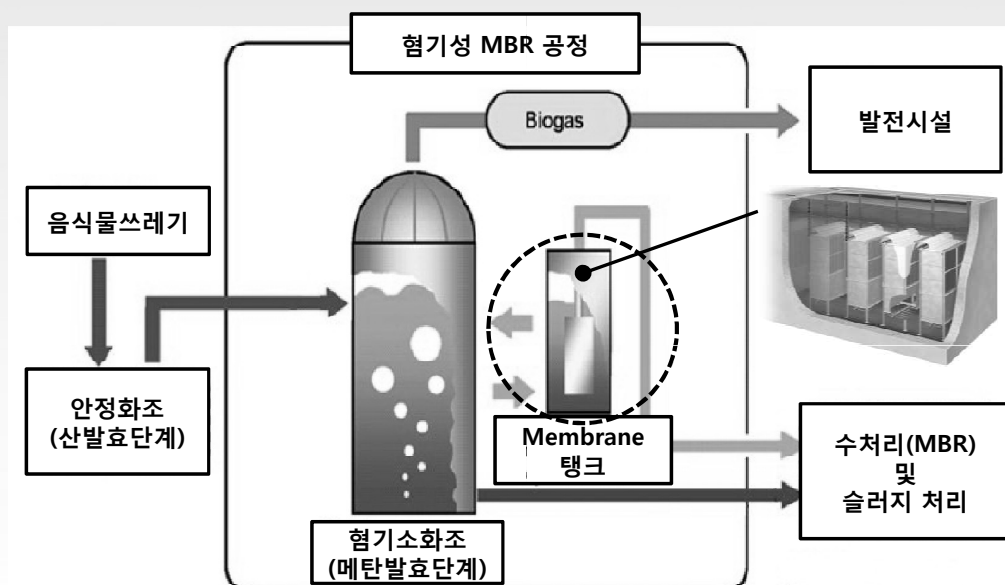 혐기성 MBR 공정
Biogas
발전시설
음식물쓰레기
안정화조
(산발효단계)
Membrane
탱크
수처리(MBR)
및
슬러지 처리
혐기소화조
(메탄발효단계)